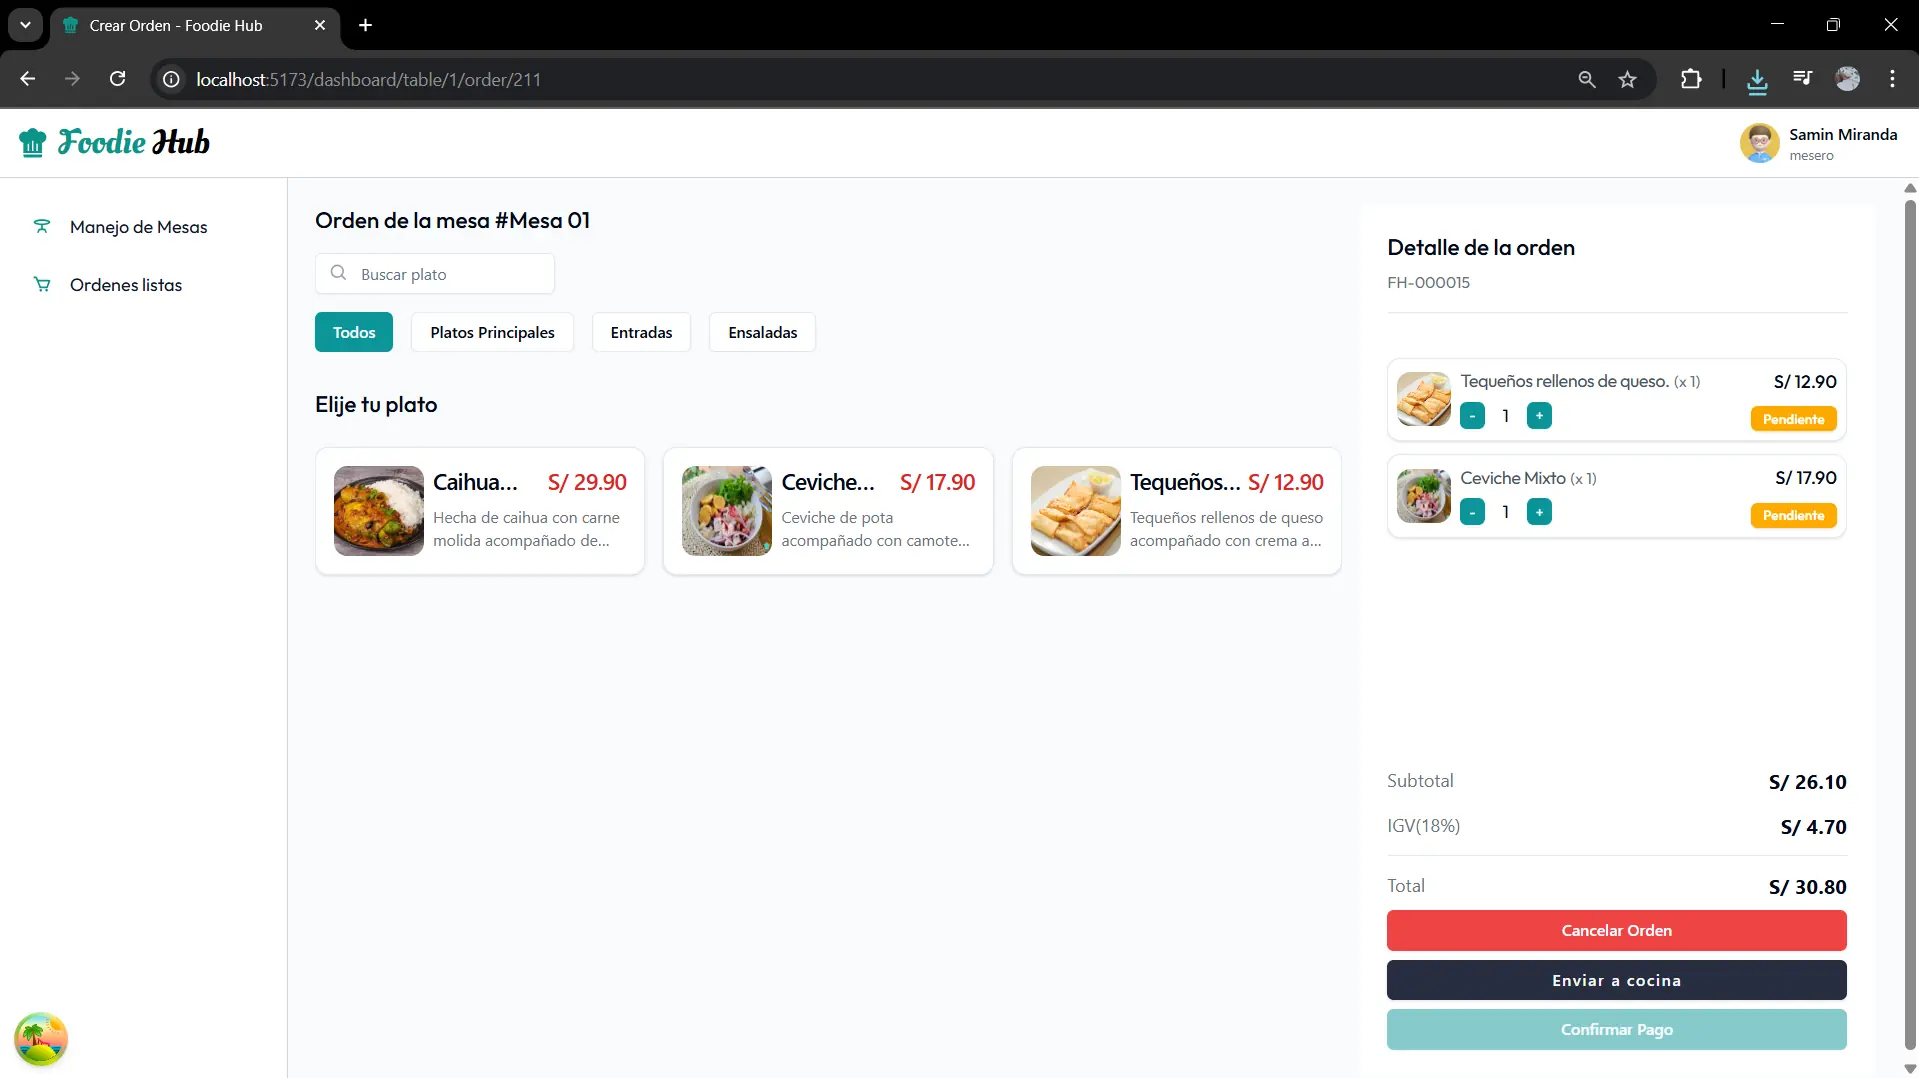 Crear Orden - Foodie Hub
localhost:5173/dashboard/table/1/order/211
Foodie Hub
Samin Miranda
mesero
Manejo de Mesas
Ordenes listas
Orden de la mesa #Mesa 01
Buscar plato
Todos
Platos Principales
Entradas
Ensaladas
Elije tu plato
Caihua... S/ 29.90
Hecha de caihua con carne
molida acompañado de...
Ceviche... S/ 17.90
Ceviche de pota
acompañado con camote...
Tequeños... S/ 12.90
Tequeños rellenos de queso
acompañado con crema a...
Detalle de la orden
FH-000015
Tequeños rellenos de queso. (x 1) S/ 12.90
- 1 + Pendiente
Ceviche Mixto (x 1) S/ 17.90
- 1 + Pendiente
Subtotal S/ 26.10
IGV(18%) S/ 4.70
Total S/ 30.80
Cancelar Orden
Enviar a cocina
Confirmar Pago